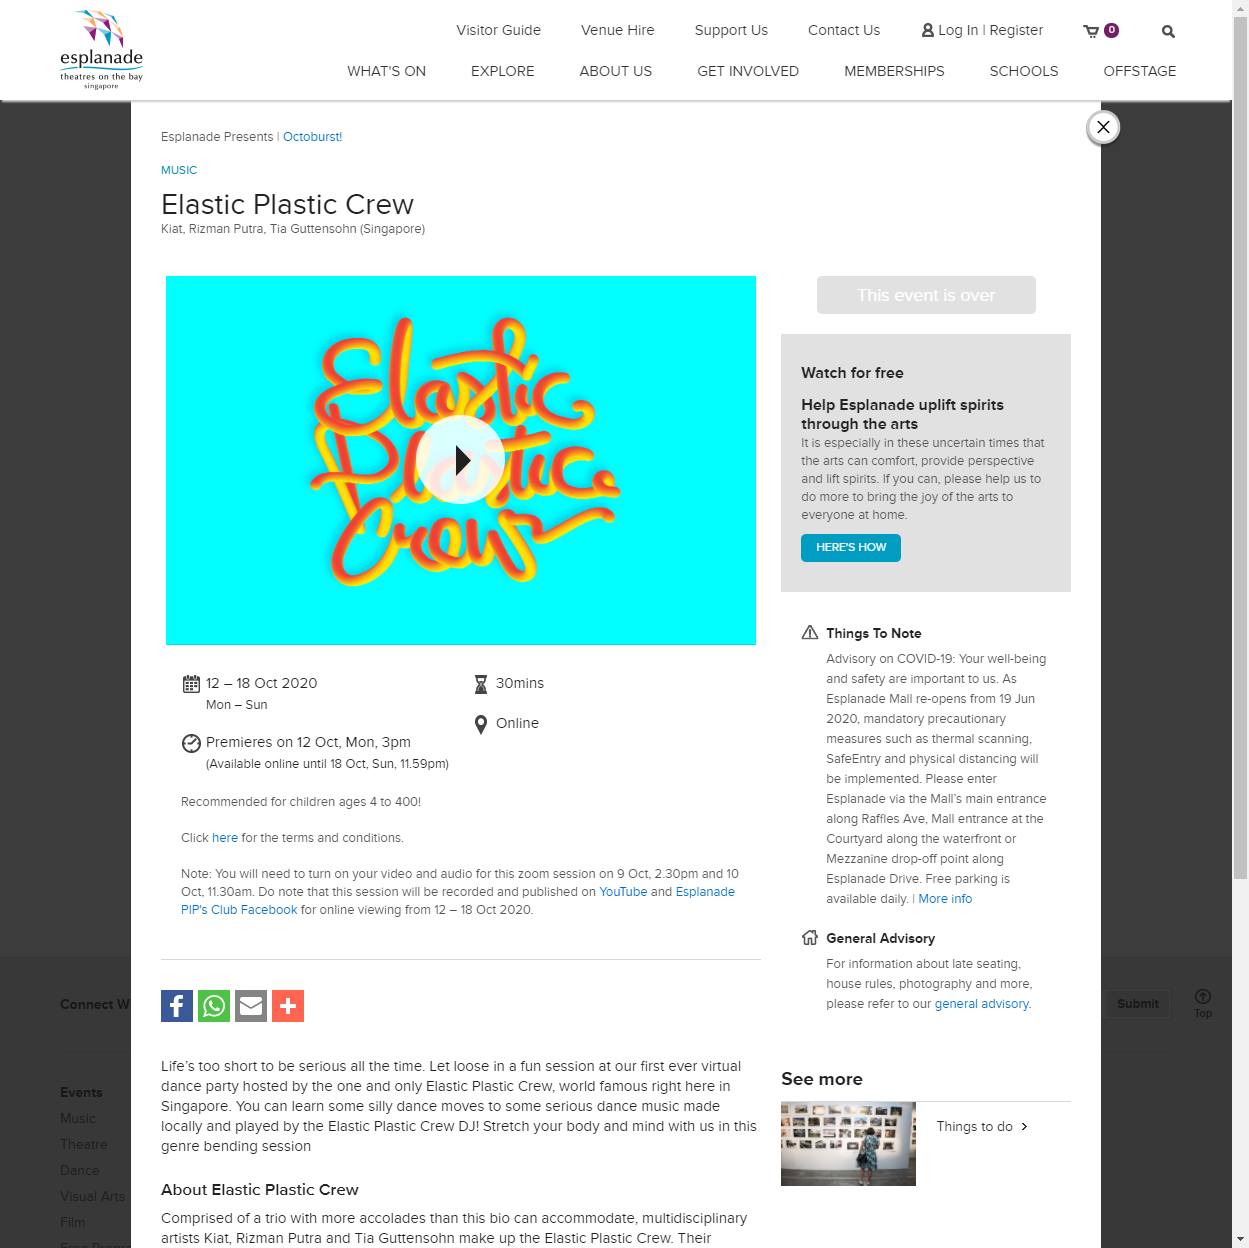 esplanade
theatres on the bay
singapore
Visitor Guide
Venue Hire
Support Us
Contact Us
Log In | Register
0
WHAT'S ON
EXPLORE
ABOUT US
GET INVOLVED
MEMBERSHIPS
SCHOOLS
OFFSTAGE
Esplanade Presents | Octoburst!
MUSIC
Elastic Plastic Crew
Kiat, Rizman Putra, Tia Guttensohn (Singapore)
Elastic
Plastic
Crew
12 – 18 Oct 2020
Mon – Sun
Premieres on 12 Oct, Mon, 3pm
(Available online until 18 Oct, Sun, 11.59pm)
30mins
Online
Recommended for children ages 4 to 400!
Click here for the terms and conditions.
Note: You will need to turn on your video and audio for this zoom session on 9 Oct, 2.30pm and 10
Oct, 11.30am. Do note that this session will be recorded and published on YouTube and Esplanade
PIP's Club Facebook for online viewing from 12 – 18 Oct 2020.
Life's too short to be serious all the time. Let loose in a fun session at our first ever virtual
dance party hosted by the one and only Elastic Plastic Crew, world famous right here in
Singapore. You can learn some silly dance moves to some serious dance music made
locally and played by the Elastic Plastic Crew DJ! Stretch your body and mind with us in this
genre bending session
About Elastic Plastic Crew
Comprised of a trio with more accolades than this bio can accommodate, multidisciplinary
artists Kiat, Rizman Putra and Tia Guttensohn make up the Elastic Plastic Crew. Their
This event is over
Watch for free
Help Esplanade uplift spirits
through the arts
It is especially in these uncertain times that
the arts can comfort, provide perspective
and lift spirits. If you can, please help us to
do more to bring the joy of the arts to
everyone at home.
HERE'S HOW
Things To Note
Advisory on COVID-19: Your well-being
and safety are important to us. As
Esplanade Mall re-opens from 19 Jun
2020, mandatory precautionary
measures such as thermal scanning,
SafeEntry and physical distancing will
be implemented. Please enter
Esplanade via the Mall's main entrance
along Raffles Ave, Mall entrance at the
Courtyard along the waterfront or
Mezzanine drop-off point along
Esplanade Drive. Free parking is
available daily. | More info
General Advisory
For information about late seating,
house rules, photography and more,
please refer to our general advisory.
See more
Things to do
Connect W
Submit
Top
Events
Music
Theatre
Dance
Visual Arts
Film